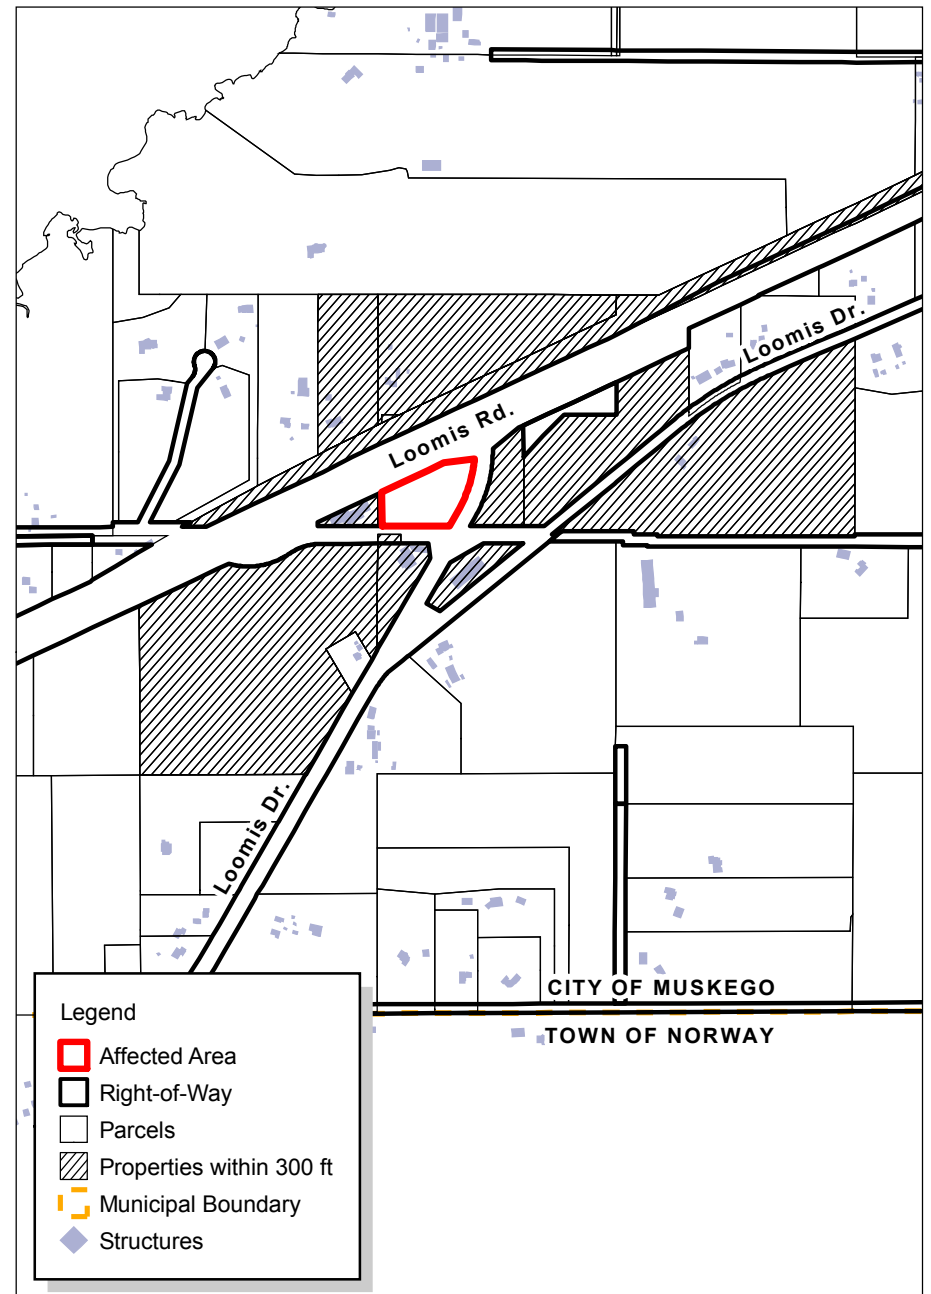 Loomis Dr.
Loomis Rd.
Loomis Dr.
CITY OF MUSKEGO
TOWN OF NORWAY
Legend
Affected Area
Right-of-Way
Parcels
Properties within 300 ft
Municipal Boundary
Structures